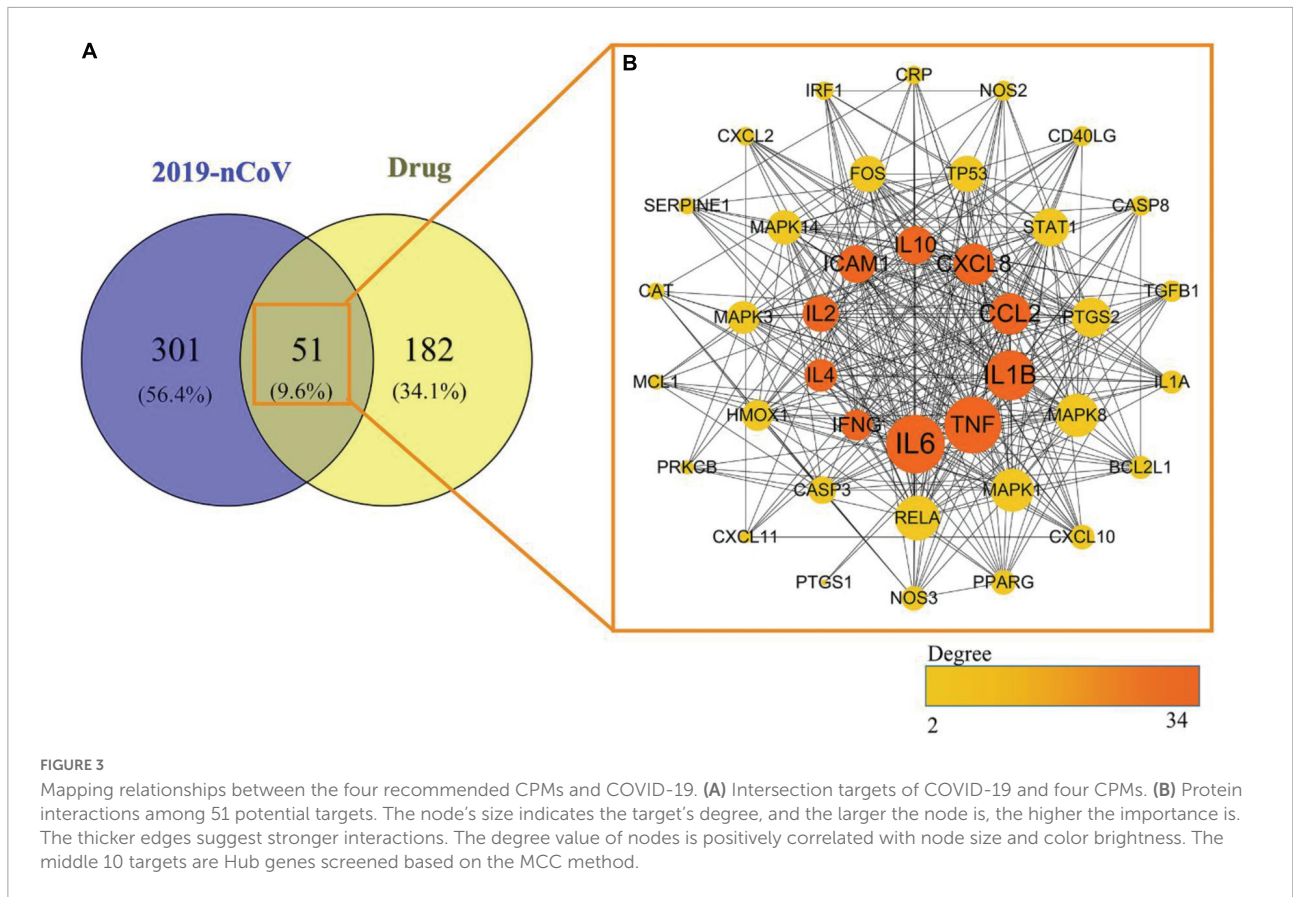 A
2019-nCoV
Drug
301
(56.4%)
51
(9.6%)
182
(34.1%)
B
CRP
IRF1
NOS2
CXCL2
CD40LG
FOS
TP53
SERPINE1
CASP8
MAPK14
STAT1
IL10
ICAM1
CXCL8
CAT
TGFB1
MAPK3
IL2
CCL2
PTGS2
MCL1
IL4
IL1B
IL1A
HMOX1
IFNG
IL6
TNF
MAPK8
PRKCB
BCL2L1
CASP3
MAPK1
RELA
CXCL11
CXCL10
PTGS1
NOS3
PPARG
Degree
2
34
FIGURE 3
Mapping relationships between the four recommended CPMs and COVID-19. (A) Intersection targets of COVID-19 and four CPMs. (B) Protein
interactions among 51 potential targets. The node's size indicates the target's degree, and the larger the node is, the higher the importance is.
The thicker edges suggest stronger interactions. The degree value of nodes is positively correlated with node size and color brightness. The
middle 10 targets are Hub genes screened based on the MCC method.